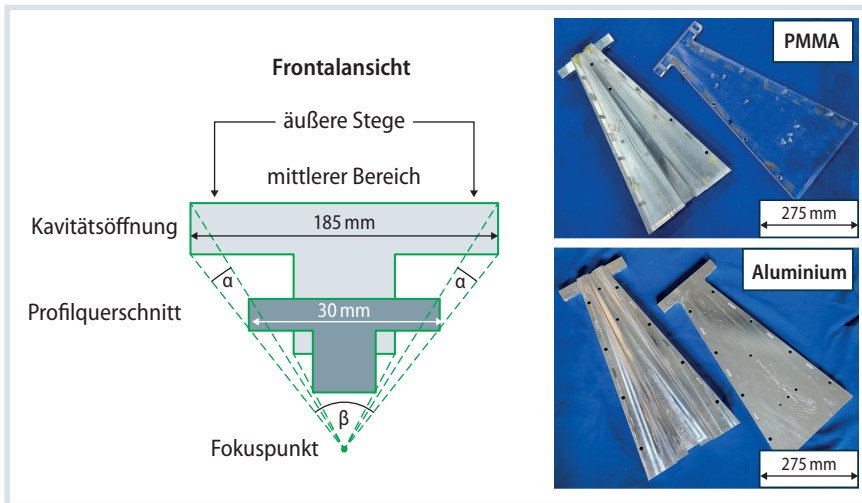 Frontalansicht
äußere Stege
mittlerer Bereich
Kavitätsöffnung
185 mm
α
α
Profilquerschnitt
30 mm
β
Fokuspunkt
PMMA
275 mm
Aluminium
275 mm